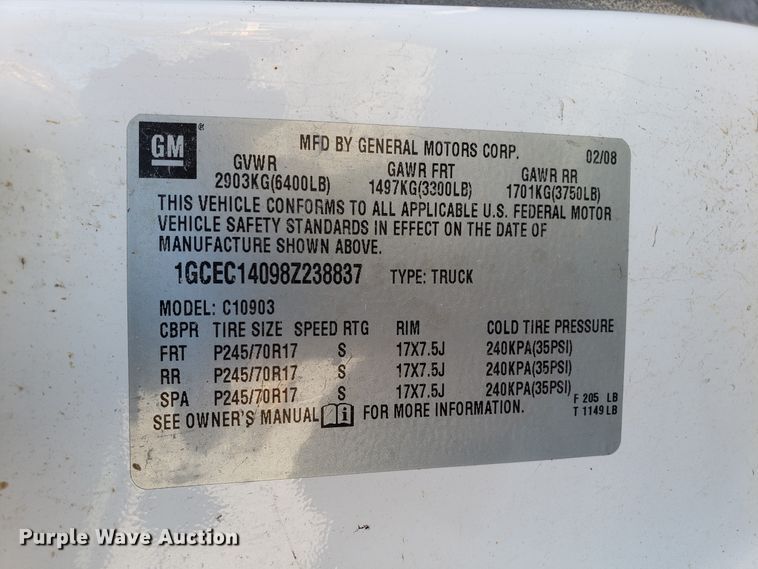 GM ®
MFD BY GENERAL MOTORS CORP. 02/08
GVWR GAWR FRT GAWR RR
2903KG(6400LB) 1497KG(3300LB) 1701KG(3750LB)
THIS VEHICLE CONFORMS TO ALL APPLICABLE U.S. FEDERAL MOTOR
VEHICLE SAFETY STANDARDS IN EFFECT ON THE DATE OF
MANUFACTURE SHOWN ABOVE.
1GCEC14098Z238837 TYPE: TRUCK
MODEL: C10903
CBPR TIRE SIZE SPEED RTG RIM COLD TIRE PRESSURE
FRT P245/70R17 S 17X7.5J 240KPA(35PSI)
RR P245/70R17 S 17X7.5J 240KPA(35PSI)
SPA P245/70R17 S 17X7.5J 240KPA(35PSI)
SEE OWNER'S MANUAL i FOR MORE INFORMATION.
F 205 LB
T 1149 LB
Purple Wave Auction